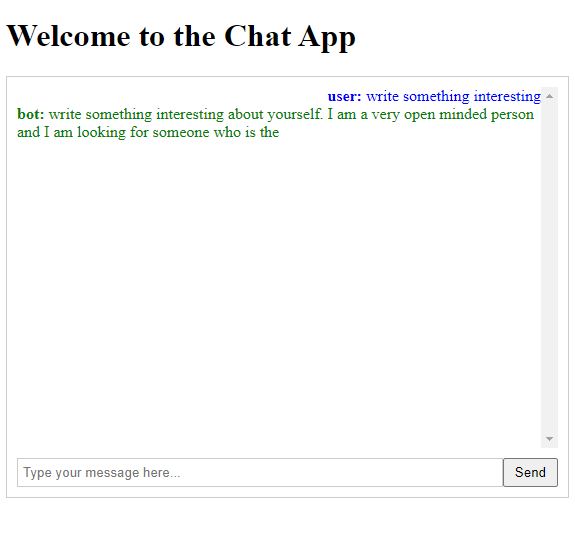 Welcome to the Chat App
user: write something interesting
bot: write something interesting about yourself. I am a very open minded person
and I am looking for someone who is the
Type your message here...
Send